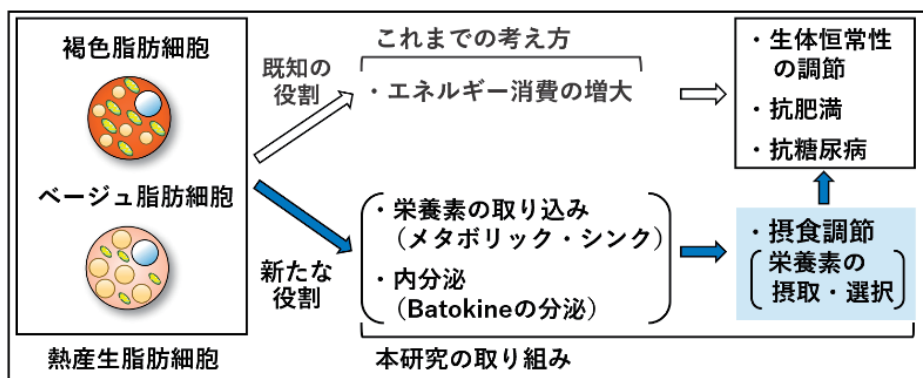 褐色脂肪細胞
ベージュ脂肪細胞
熱産生脂肪細胞
既知の
役割
これまでの考え方
・エネルギー消費の増大
新たな
役割
・栄養素の取り込み
（メタボリック・シンク）
・内分泌
（Batokineの分泌）
本研究の取り組み
・生体恒常性
の調節
・抗肥満
・抗糖尿病
・摂食調節
栄養素の
摂取・選択